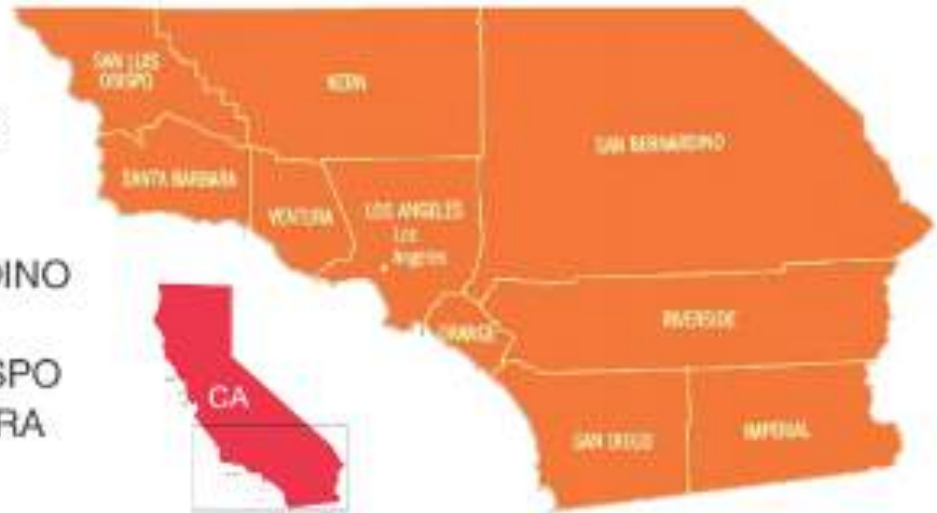 SAN LUIS
OBISPO
KERN
SAN BERNARDINO
SANTA BARBARA
VENTURA
LOS ANGELES
Los
Angeles
ORANGE
RIVERSIDE
SAN DIEGO
IMPERIAL
DINO
SPO
RA
CA